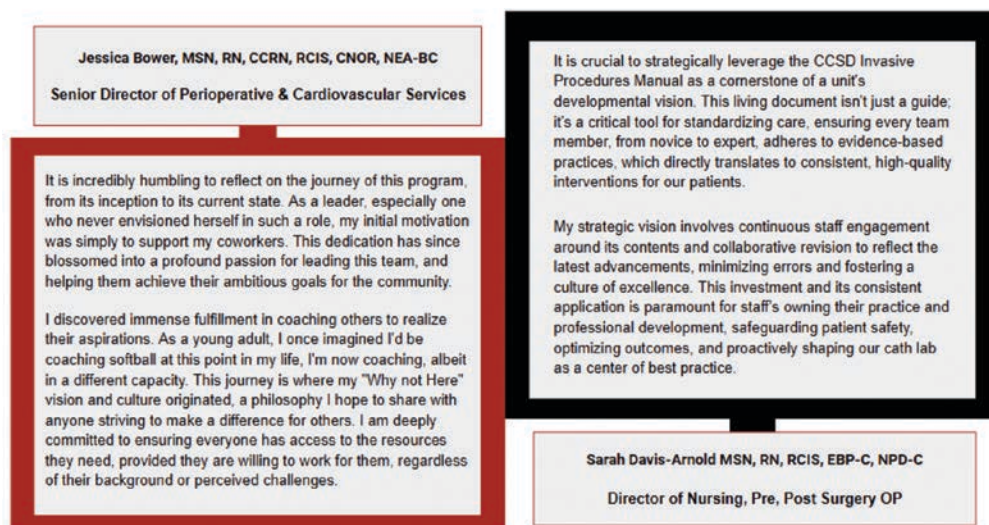 Jessica Bower, MSN, RN, CCRN, RCIS, CNOR, NEA-BC
Senior Director of Perioperative & Cardiovascular Services
It is incredibly humbling to reflect on the journey of this program,
from its inception to its current state. As a leader, especially one
who never envisioned herself in such a role, my initial motivation
was simply to support my coworkers. This dedication has since
blossomed into a profound passion for leading this team, and
helping them achieve their ambitious goals for the community.
I discovered immense fulfillment in coaching others to realize
their aspirations. As a young adult, I once imagined I'd be
coaching softball at this point in my life, I'm now coaching, albeit
in a different capacity. This journey is where my "Why not Here"
vision and culture originated, a philosophy I hope to share with
anyone striving to make a difference for others. I am deeply
committed to ensuring everyone has access to the resources
they need, provided they are willing to work for them, regardless
of their background or perceived challenges.
It is crucial to strategically leverage the CCSD Invasive
Procedures Manual as a cornerstone of a unit's
developmental vision. This living document isn't just a guide;
it's a critical tool for standardizing care, ensuring every team
member, from novice to expert, adheres to evidence-based
practices, which directly translates to consistent, high-quality
interventions for our patients.
My strategic vision involves continuous staff engagement
around its contents and collaborative revision to reflect the
latest advancements, minimizing errors and fostering a
culture of excellence. This investment and its consistent
application is paramount for staff's owning their practice and
professional development, safeguarding patient safety,
optimizing outcomes, and proactively shaping our cath lab
as a center of best practice.
Sarah Davis-Arnold MSN, RN, RCIS, EBP-C, NPD-C
Director of Nursing, Pre, Post Surgery OP